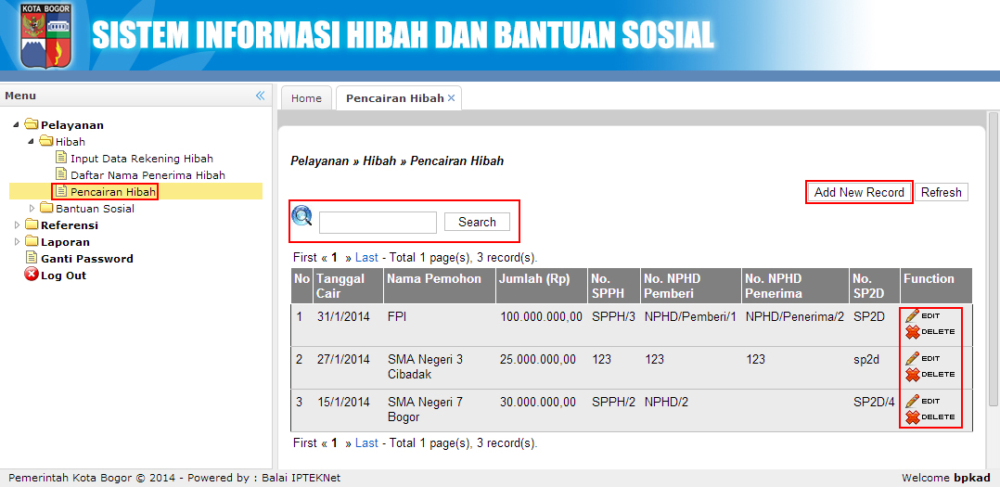 KOTA BOGOR
SISTEM INFORMASI HIBAH DAN BANTUAN SOSIAL
Menu
Pelayanan
Hibah
Input Data Rekening Hibah
Daftar Nama Penerima Hibah
Pencairan Hibah
Bantuan Sosial
Referensi
Laporan
Ganti Password
Log Out
Home
Pencairan Hibah
Pelayanan » Hibah » Pencairan Hibah
Add New Record
Refresh
Search
First « 1 » Last - Total 1 page(s), 3 record(s).
No Tanggal Cair Nama Pemohon Jumlah (Rp) No. SPPH No. NPHD Pemberi No. NPHD Penerima No. SP2D Function
1 31/1/2014 FPI 100.000.000,00 SPPH/3 NPHD/Pemberi/1 NPHD/Penerima/2 SP2D EDIT
DELETE
2 27/1/2014 SMA Negeri 3 Cibadak 25.000.000,00 123 123 123 sp2d EDIT
DELETE
3 15/1/2014 SMA Negeri 7 Bogor 30.000.000,00 SPPH/2 NPHD/2 SP2D/4 EDIT
DELETE
First « 1 » Last - Total 1 page(s), 3 record(s).
Pemerintah Kota Bogor © 2014 - Powered by : Balai IPTEKNet
Welcome bpkad